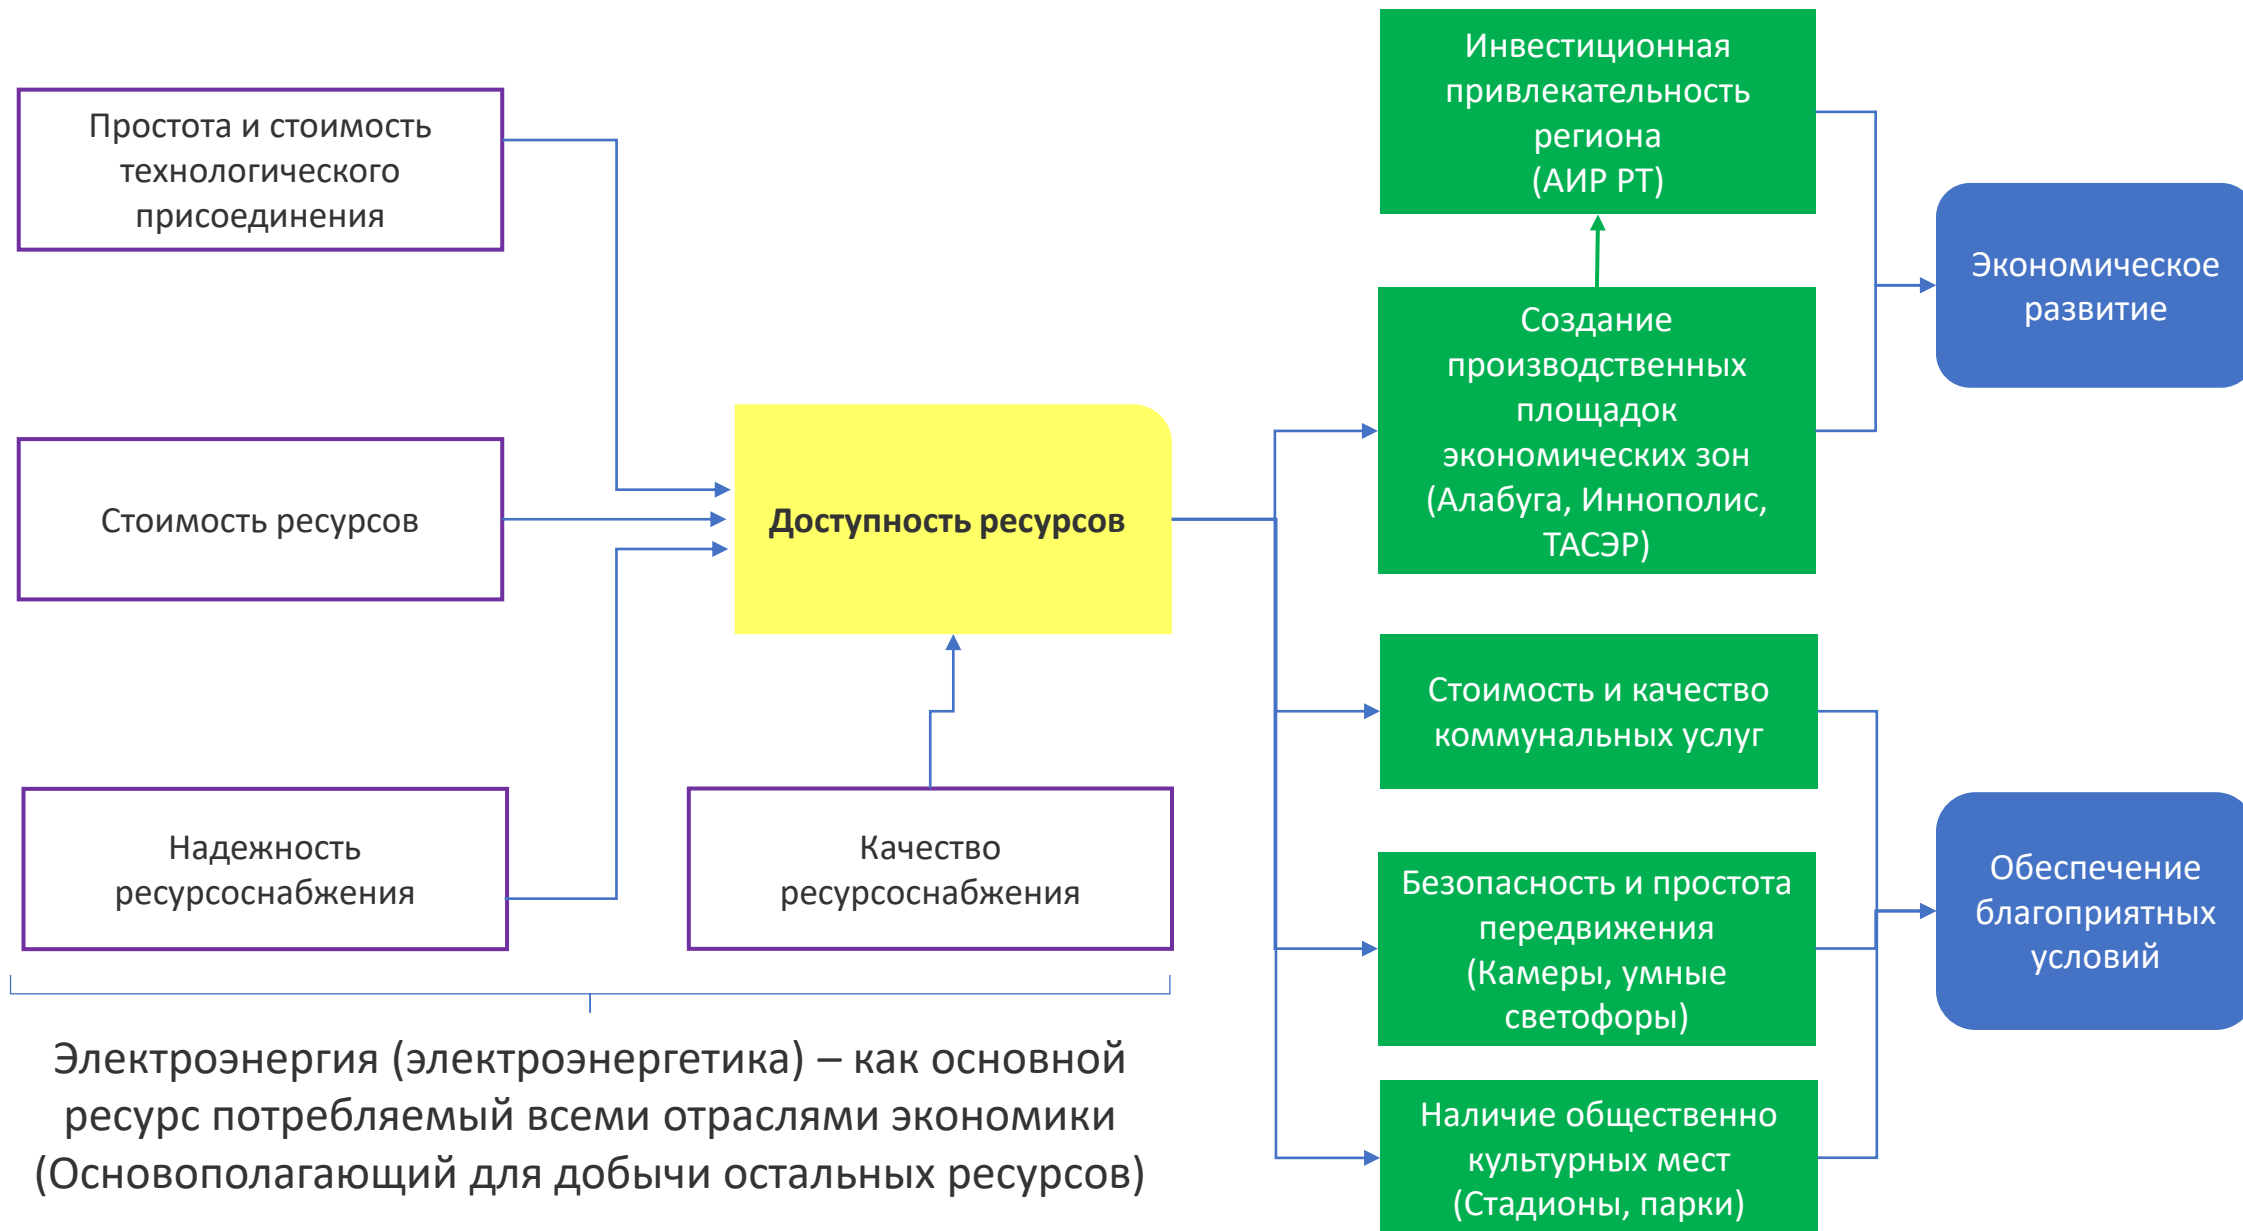 Простота и стоимость
технологического
присоединения
Стоимость ресурсов
Надежность
ресурсоснабжения
Качество
ресурсоснабжения
Электроэнергия (электроэнергетика) – как основной
ресурс потребляемый всеми отраслями экономики
(Основополагающий для добычи остальных ресурсов)
Доступность ресурсов
Инвестиционная
привлекательность
региона
(АИР РТ)
Создание
производственных
площадок
экономических зон
(Алабуга, Иннополис,
ТАСЭР)
Стоимость и качество
коммунальных услуг
Безопасность и простота
передвижения
(Камеры, умные
светофоры)
Наличие общественно
культурных мест
(Стадионы, парки)
Экономическое
развитие
Обеспечение
благоприятных
условий